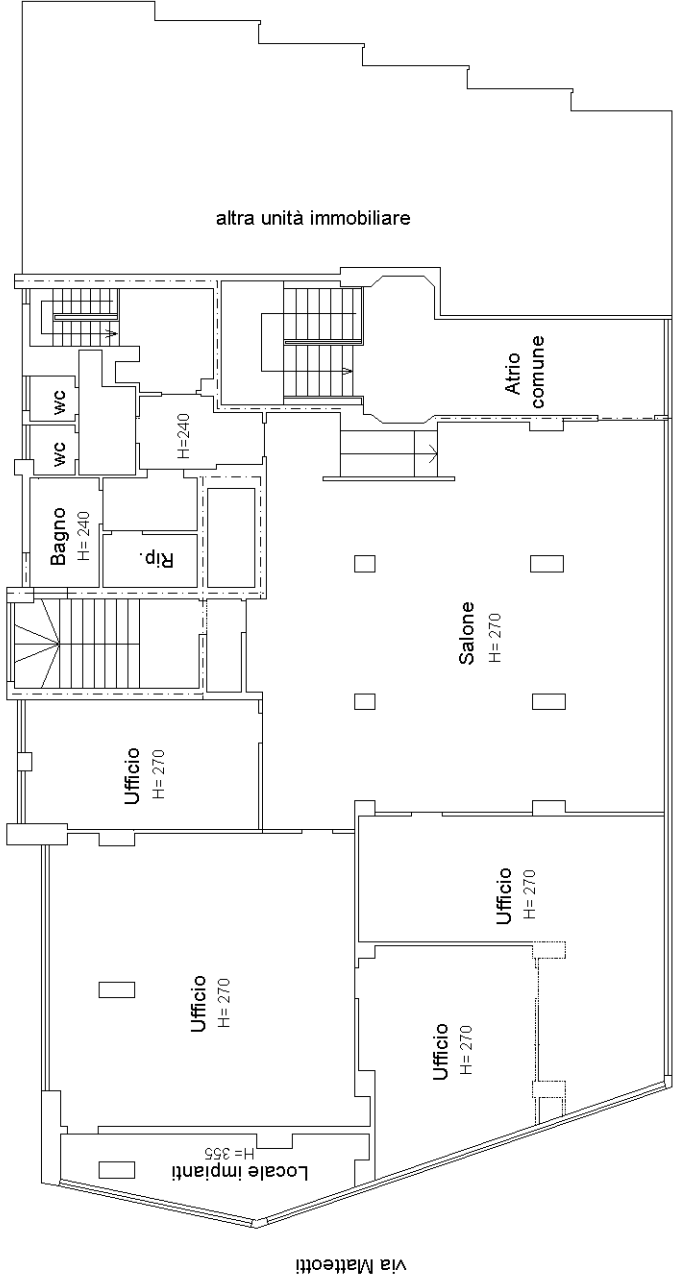 altra unità immobiliare
Atrio
comune
wc
wc
H=240
Bagno
H= 240
Rip.
Salone
H= 270
Ufficio
H= 270
Ufficio
H= 270
Ufficio
H= 270
Ufficio
H= 270
Locale impianti
H= 355
via Matteotti